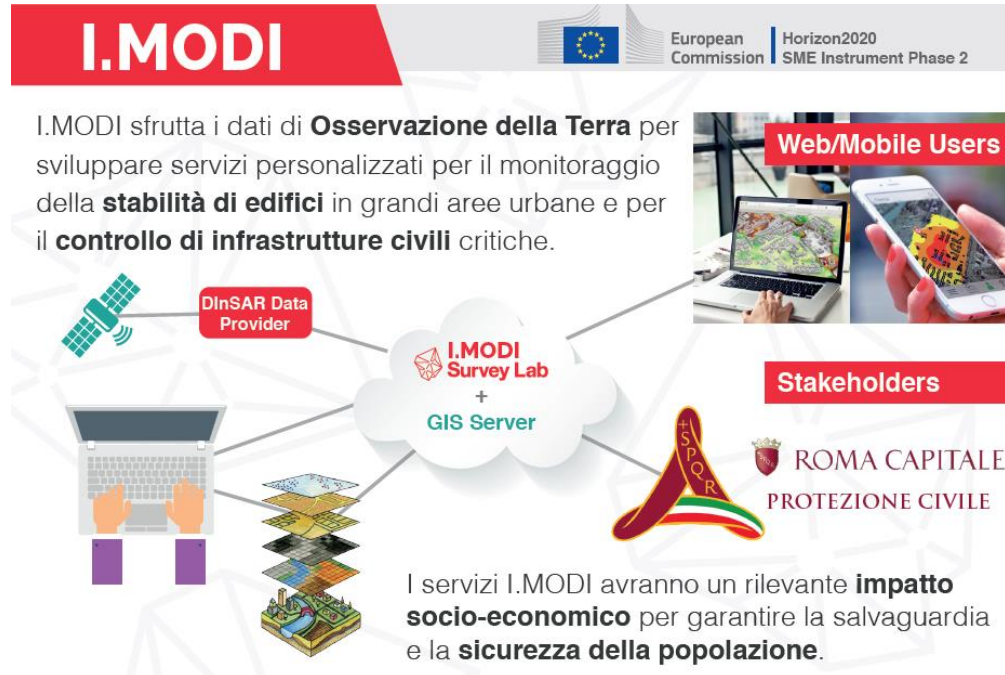 I.MODI
European
Commission
Horizon2020
SME Instrument Phase 2
I.MODI sfrutta i dati di Osservazione della Terra per
sviluppare servizi personalizzati per il monitoraggio
della stabilità di edifici in grandi aree urbane e per
il controllo di infrastrutture civili critiche.
Web/Mobile Users
DInSAR Data
Provider
I.MODI
Survey Lab
+
GIS Server
Stakeholders
+SPQR
ROMA CAPITALE
PROTEZIONE CIVILE
I servizi I.MODI avranno un rilevante impatto
socio-economico per garantire la salvaguardia
e la sicurezza della popolazione.